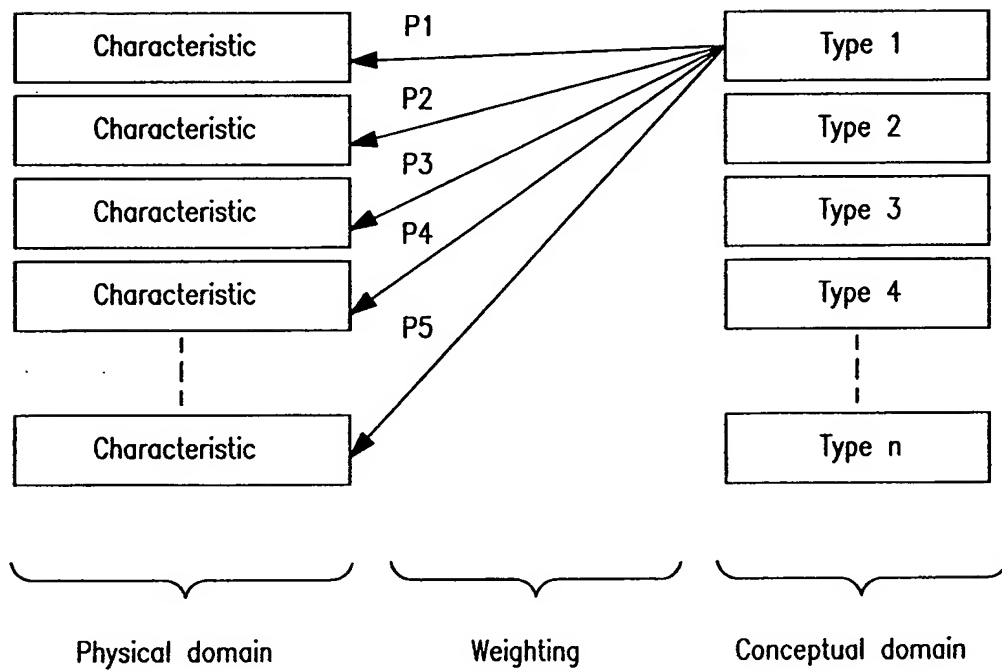 P1
Characteristic
Type 1
P2
Characteristic
Type 2
P3
Characteristic
Type 3
P4
Characteristic
Type 4
P5
Characteristic
Type n
Physical domain
Weighting
Conceptual domain